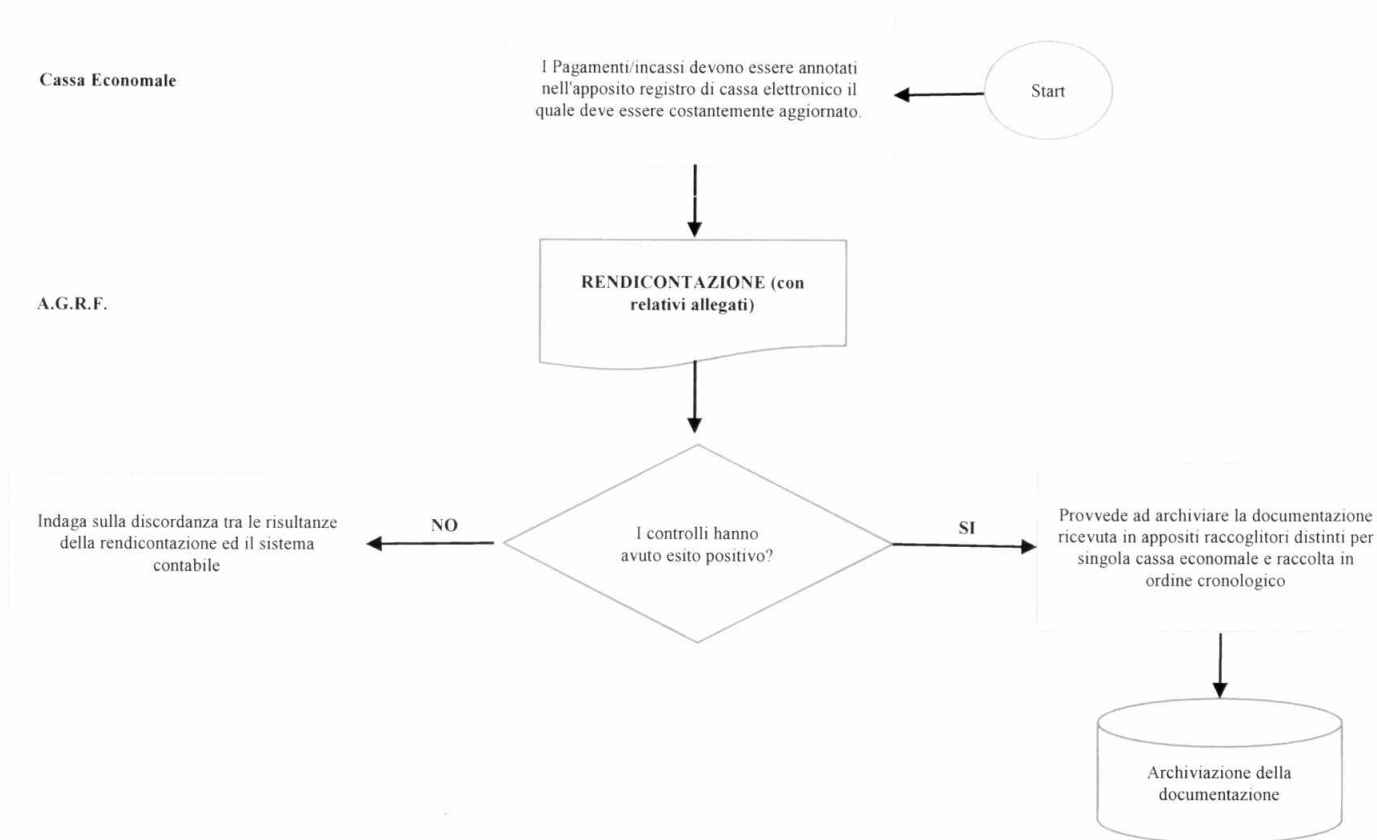 Cassa Economale
I Pagamenti/incassi devono essere annotati
nell'apposito registro di cassa elettronico il
quale deve essere costantemente aggiornato.
Start
A.G.R.F.
RENDICONTAZIONE (con
relativi allegati)
Indaga sulla discordanza tra le risultanze
della rendicontazione ed il sistema
contabile
NO
I controlli hanno
avuto esito positivo?
SI
Provvede ad archiviare la documentazione
ricevuta in appositi raccoglitori distinti per
singola cassa economale e raccolta in
ordine cronologico
Archiviazione della
documentazione